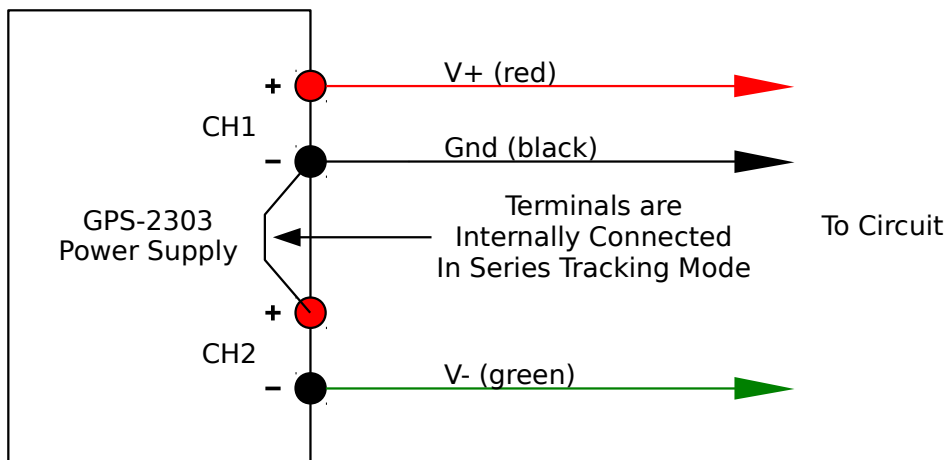 V+ (red)
+
CH1
−
Gnd (black)
GPS-2303
Power Supply
Terminals are
Internally Connected
In Series Tracking Mode
To Circuit
+
CH2
−
V- (green)